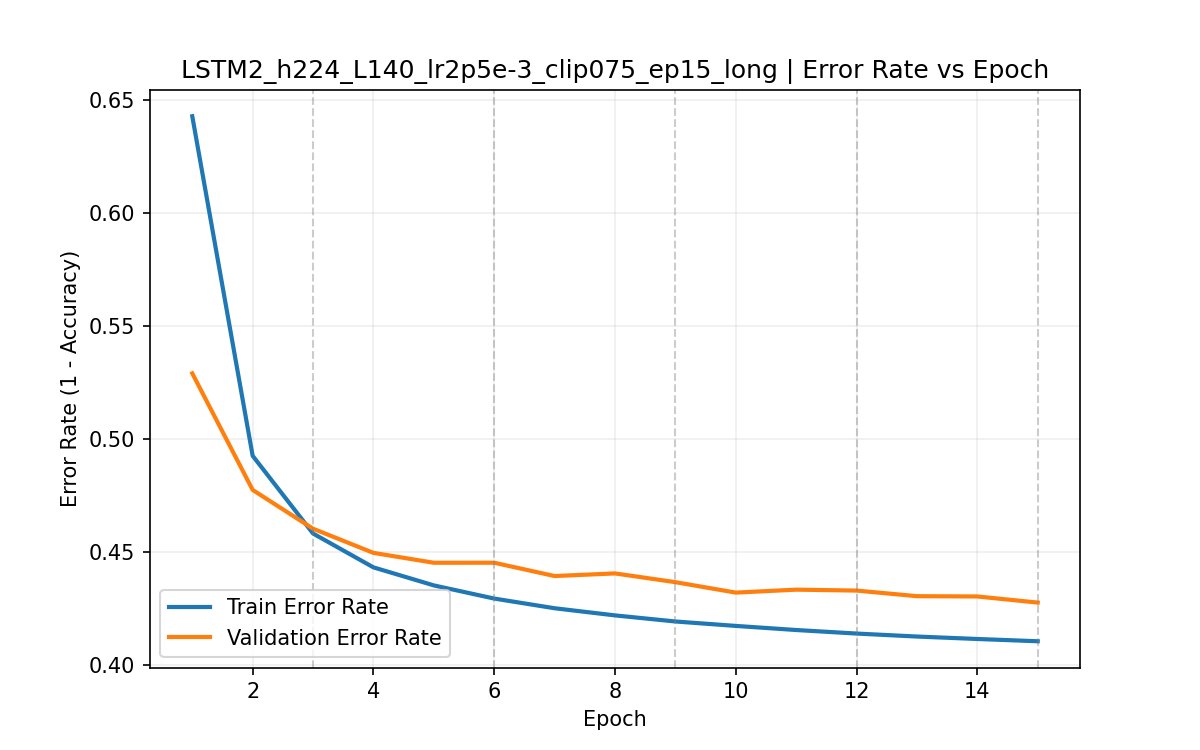 LSTM2_h224_L140_lr2p5e-3_clip075_ep15_long | Error Rate vs Epoch
Error Rate (1 - Accuracy)
0.65
0.60
0.55
0.50
0.45
0.40
Train Error Rate
Validation Error Rate
2 4 6 8 10 12 14
Epoch